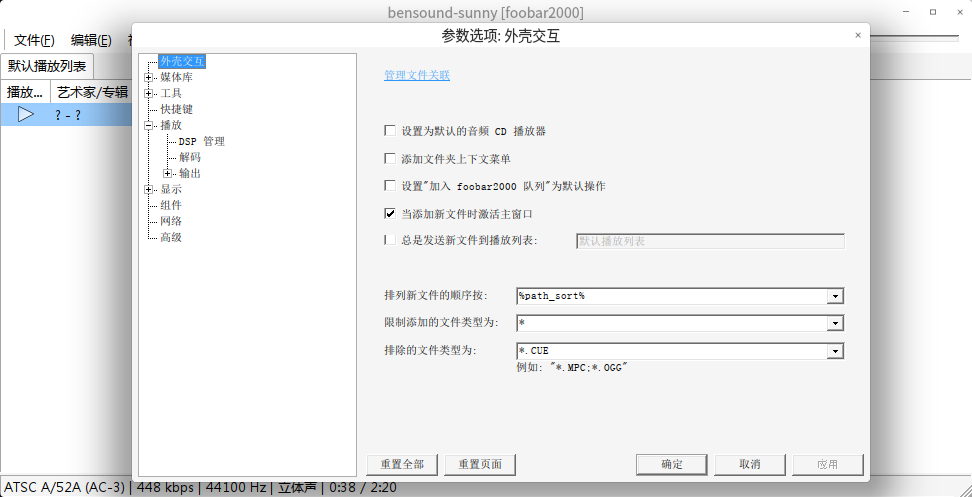 bensound-sunny [foobar2000]
文件(F) 编辑(E)
默认播放列表
播放... 艺术家/专辑
? - ?
参数选项: 外壳交互
外壳交互
媒体库
工具
快捷键
播放
DSP 管理
解码
输出
显示
组件
网络
高级
管理文件关联
设置为默认的音频 CD 播放器
添加文件夹上下文菜单
设置"加入 foobar2000 队列"为默认操作
当添加新文件时激活主窗口
总是发送新文件到播放列表: 默认播放列表
排列新文件的顺序按: %path_sort%
限制添加的文件类型为: *
排除的文件类型为: *.CUE
例如: "*.MPC;*.OGG"
重置全部 重置页面 确定 取消 应用
ATSC A/52A (AC-3) | 448 kbps | 44100 Hz | 立体声 | 0:38 / 2:20